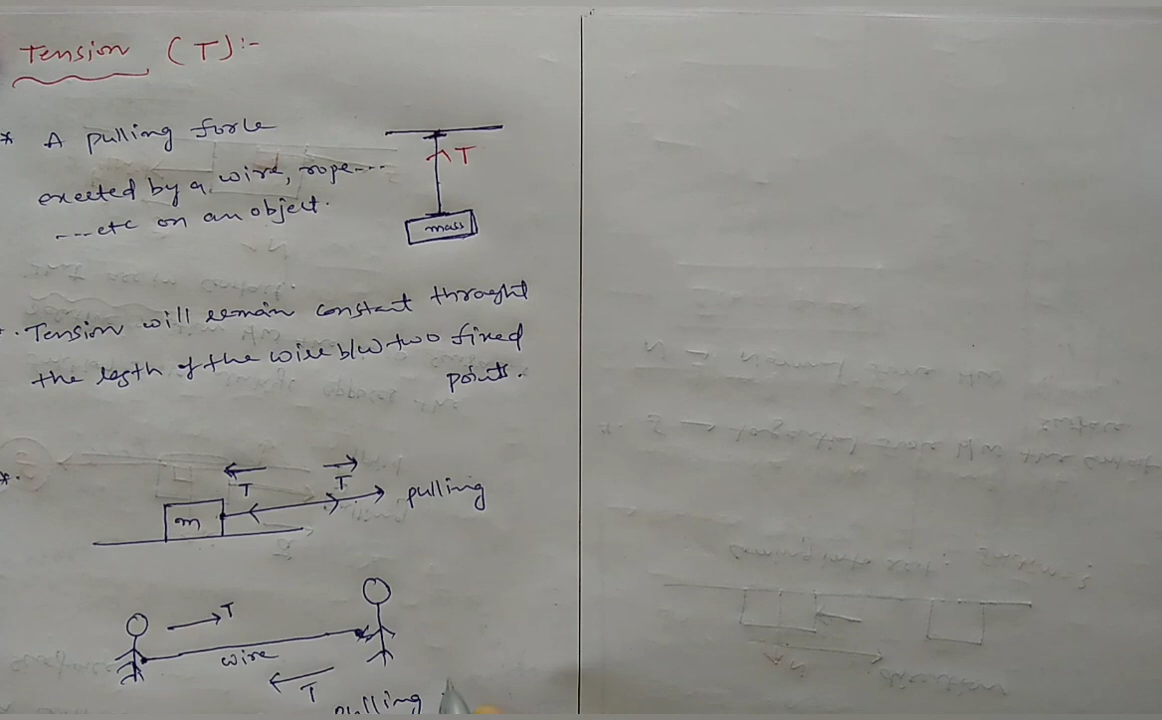 Tension (T):-
* A pulling force
exerted by a wire, rope---
---etc on an object.
T
mass
*. Tension will remain constant throught
the legth of the wire b/w two fixed
points.
*.
T
T
pulling
m
T
wire
T
pulling